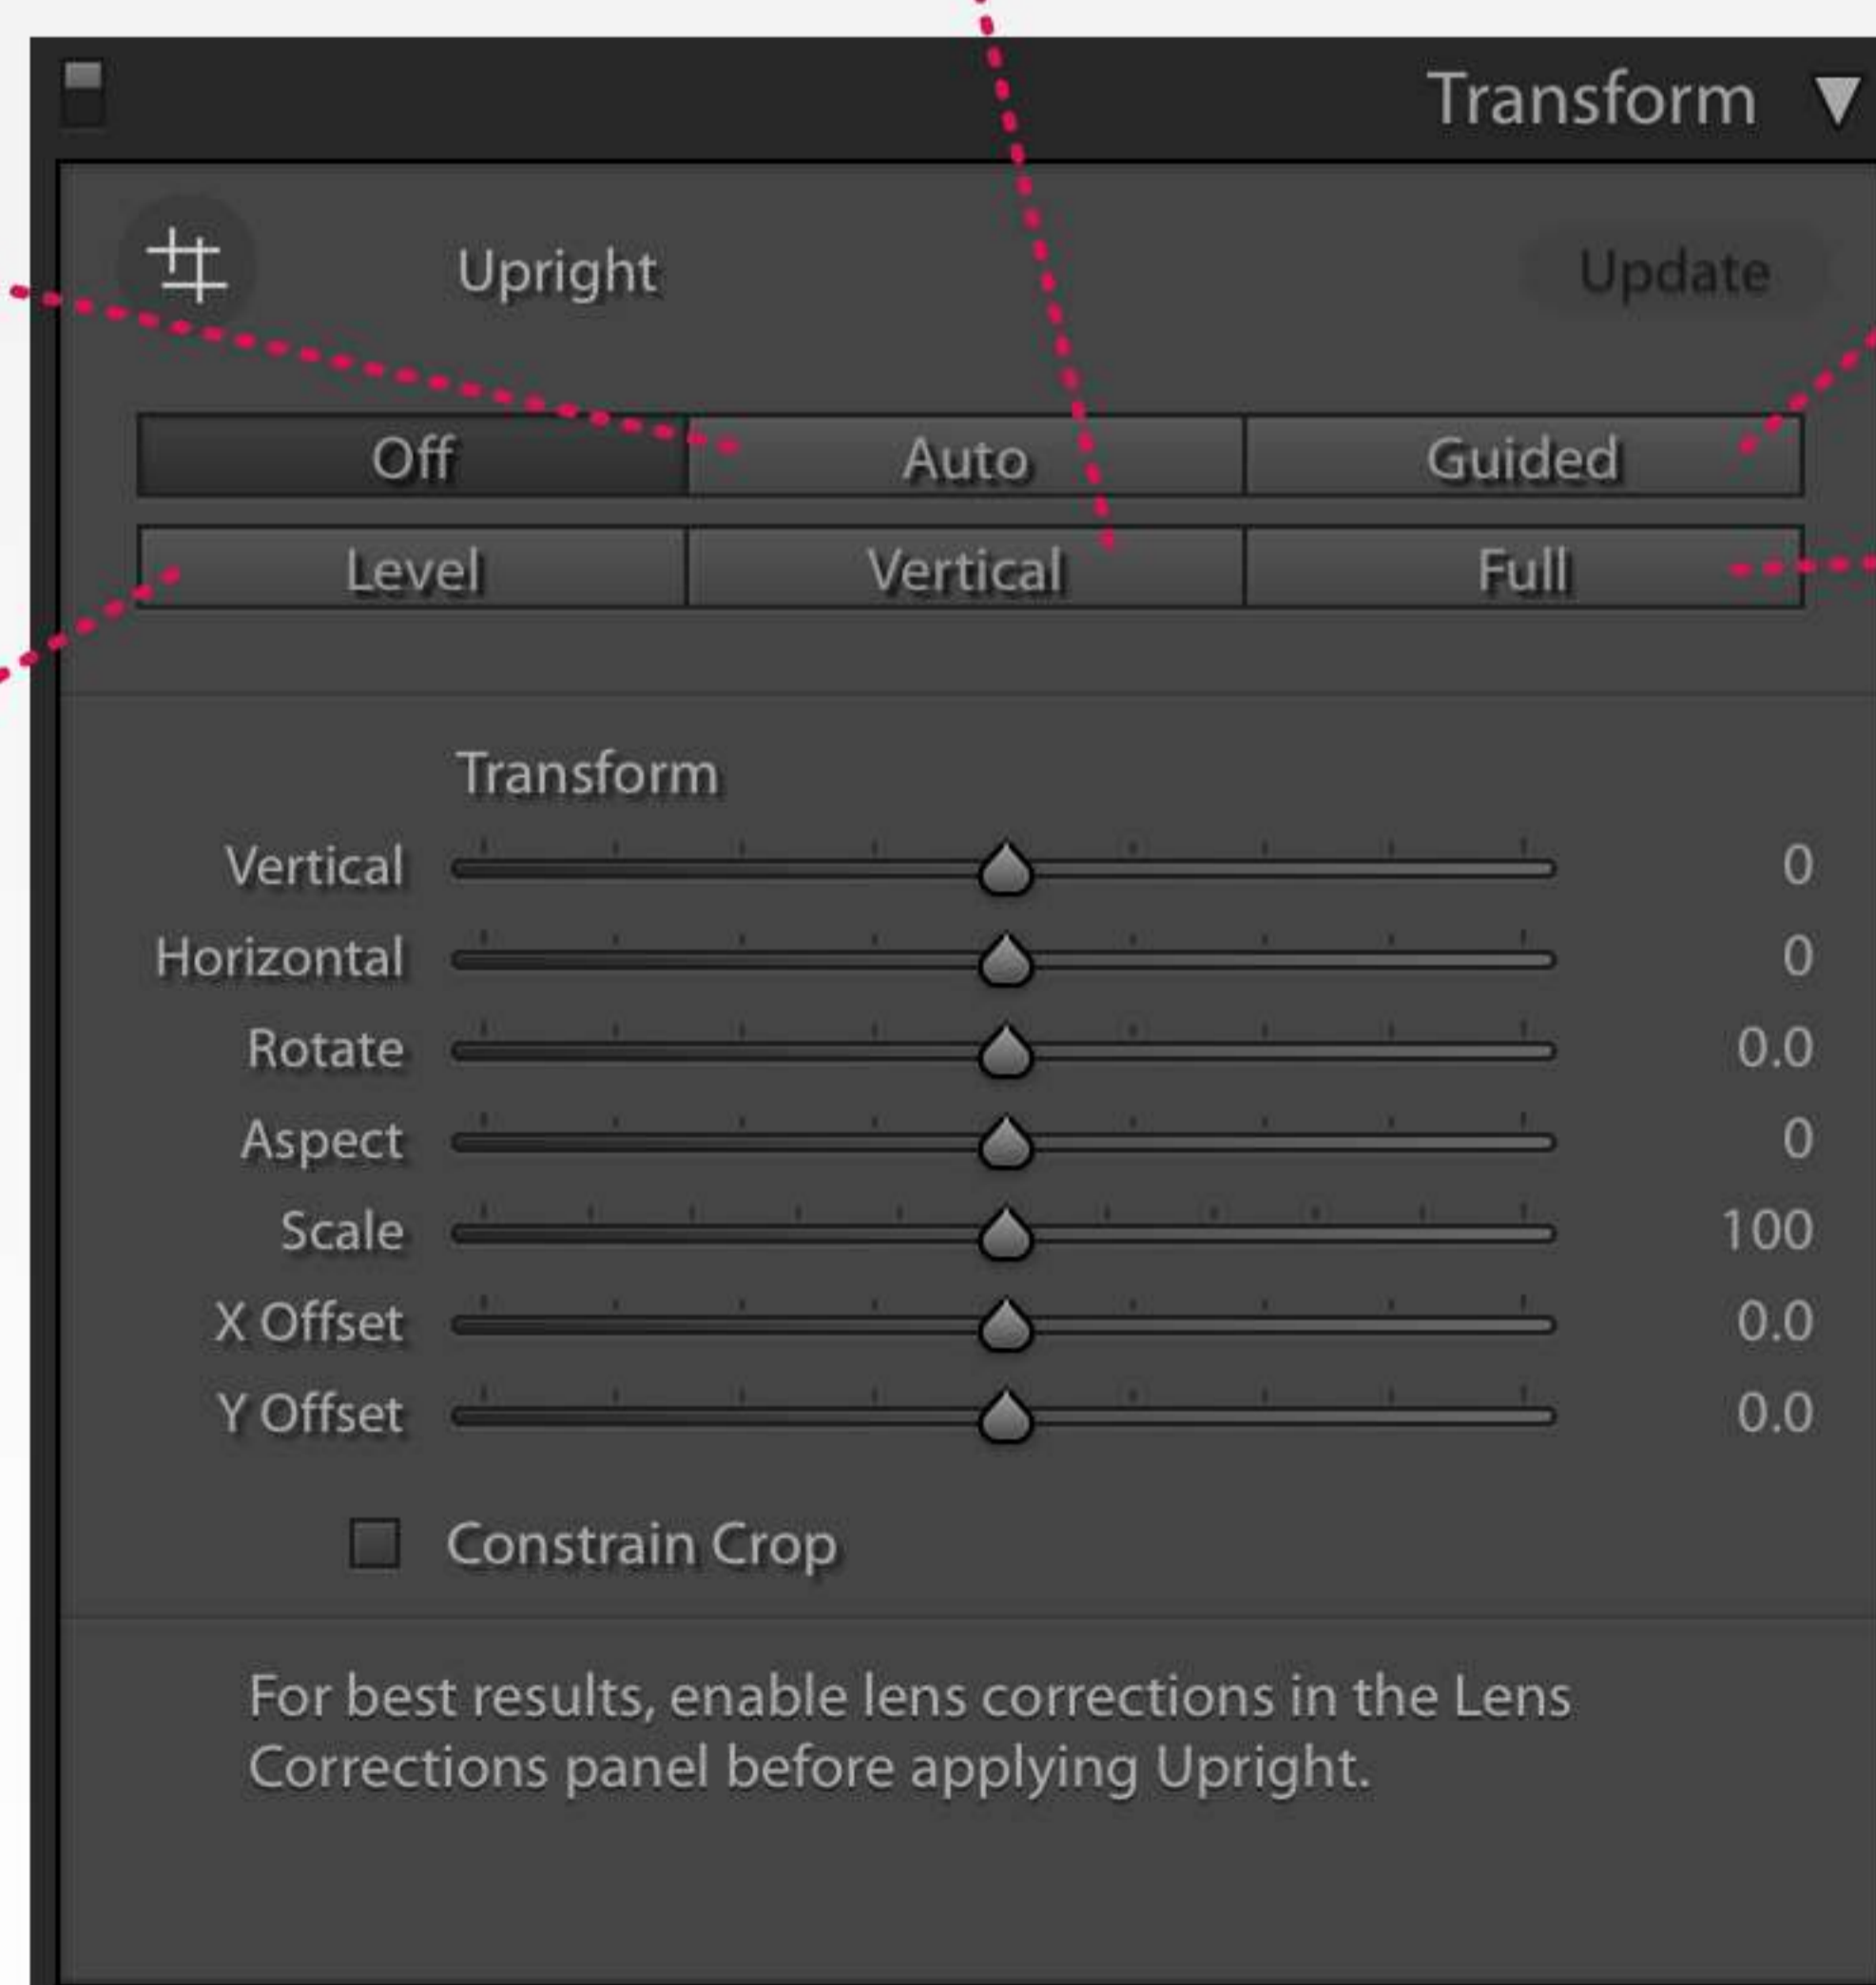 Transform
Upright Update
Off Auto Guided
Level Vertical Full
Transform
Vertical 0
Horizontal 0
Rotate 0.0
Aspect 0
Scale 100
X Offset 0.0
Y Offset 0.0
Constrain Crop
For best results, enable lens corrections in the Lens
Corrections panel before applying Upright.